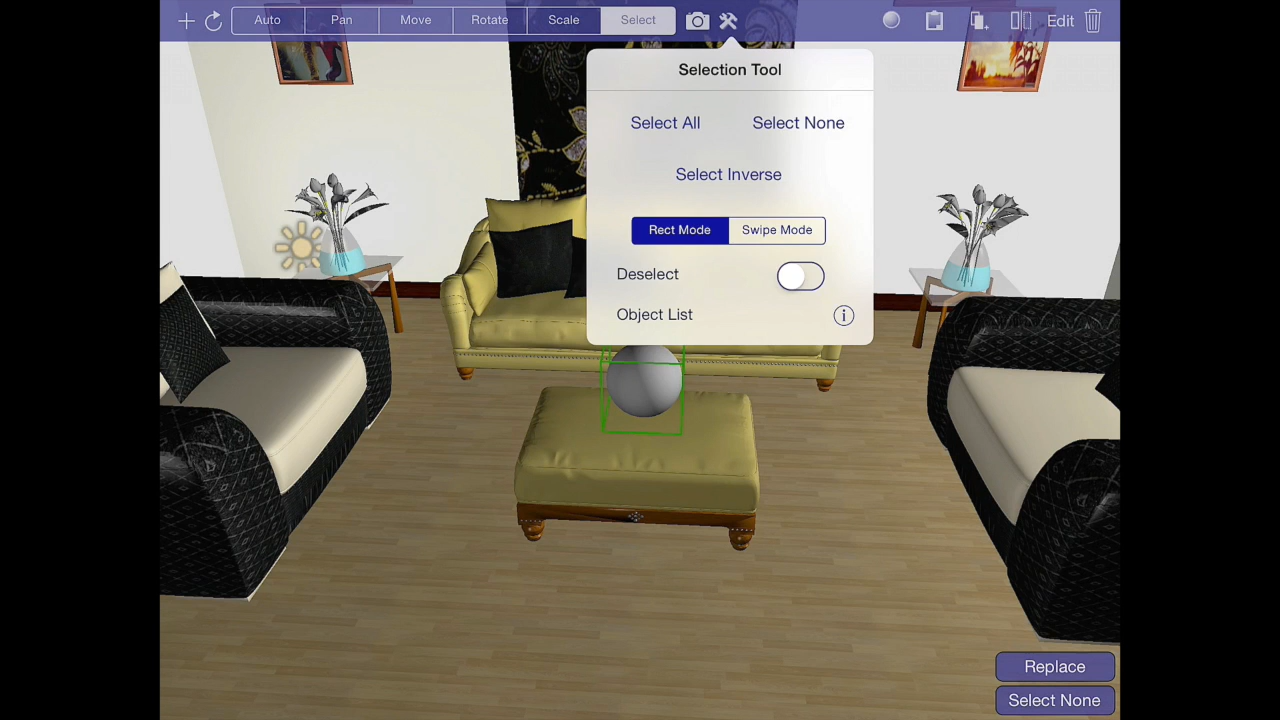 Auto Pan Move Rotate Scale Select Edit
Selection Tool
Select All Select None
Select Inverse
Rect Mode Swipe Mode
Deselect
Object List
Replace
Select None